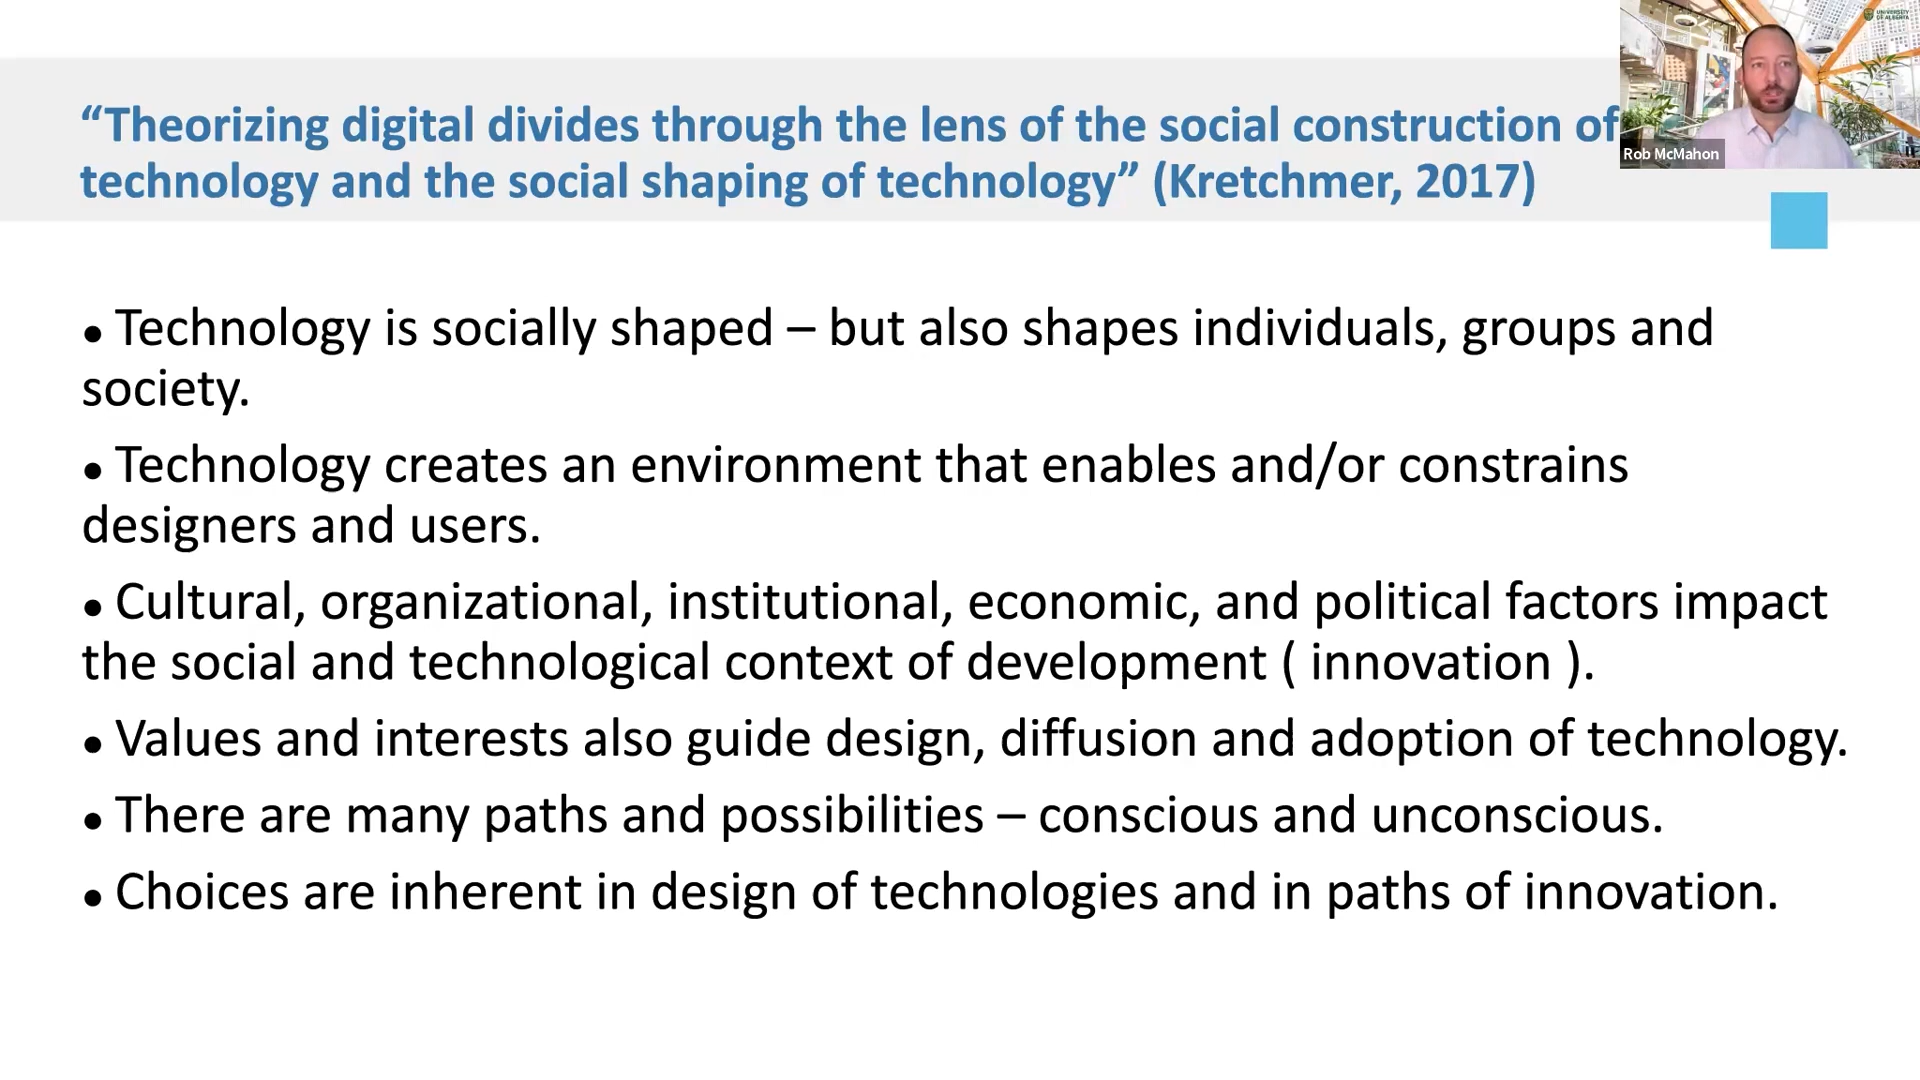 UNIVERSITY
OF ALBERTA
“Theorizing digital divides through the lens of the social construction of
technology and the social shaping of technology” (Kretchmer, 2017)
Rob McMahon
• Technology is socially shaped – but also shapes individuals, groups and
society.
• Technology creates an environment that enables and/or constrains
designers and users.
• Cultural, organizational, institutional, economic, and political factors impact
the social and technological context of development ( innovation ).
• Values and interests also guide design, diffusion and adoption of technology.
• There are many paths and possibilities – conscious and unconscious.
• Choices are inherent in design of technologies and in paths of innovation.